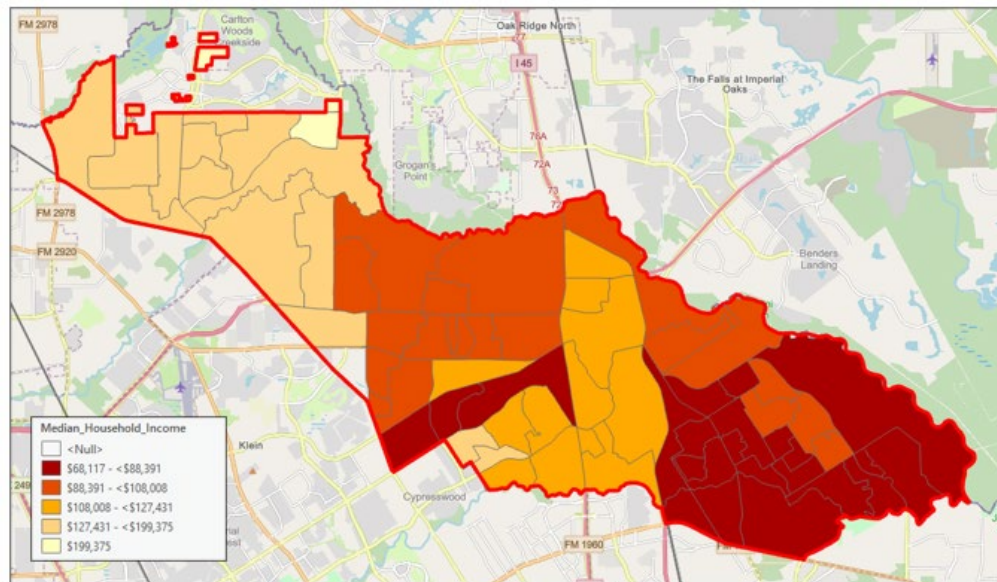 FM 2978
Carlton
Woods
Creekside
Oak Ridge North
77
I 45
The Falls at Imperial
Oaks
76A
Grogan's
Point
72A
73
FM 2978
FM 2920
Benders
Landing
Median_Household_Income
<Null>
$68,117 - <$88,391
$88,391 - <$108,008
$108,008 - <$127,431
$127,431 - <$199,375
$199,375
Klein
249
Cypresswood
FM 1960